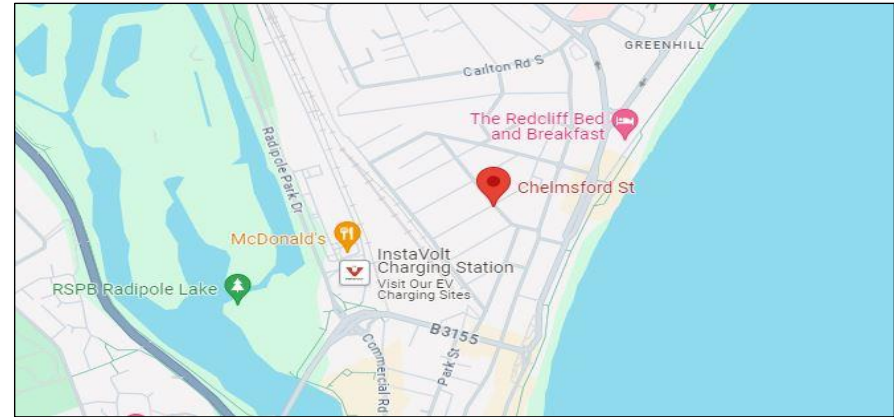 GREENHILL
Carlton Rd S
The Redcliff Bed
and Breakfast
Radipole Park Dr
Chelmsford St
McDonald's
InstaVolt
Charging Station
Visit Our EV
Charging Sites
RSPB Radipole Lake
B3155
Park St
Commercial Rd